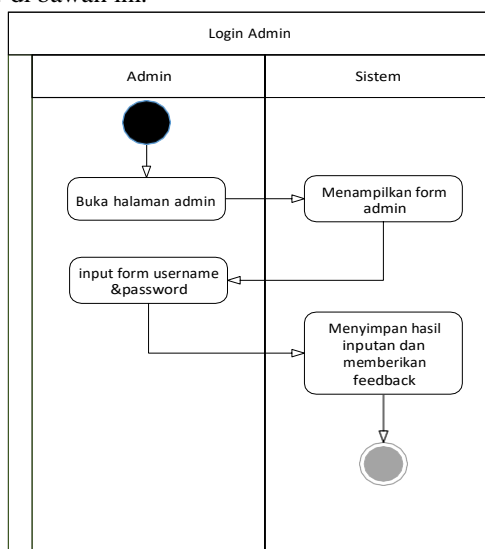 di bawah ini.
Login Admin
Admin
Sistem
Buka halaman admin
Menampilkan form
admin
input form username
&password
Menyimpan hasil
inputan dan
memberikan
feedback